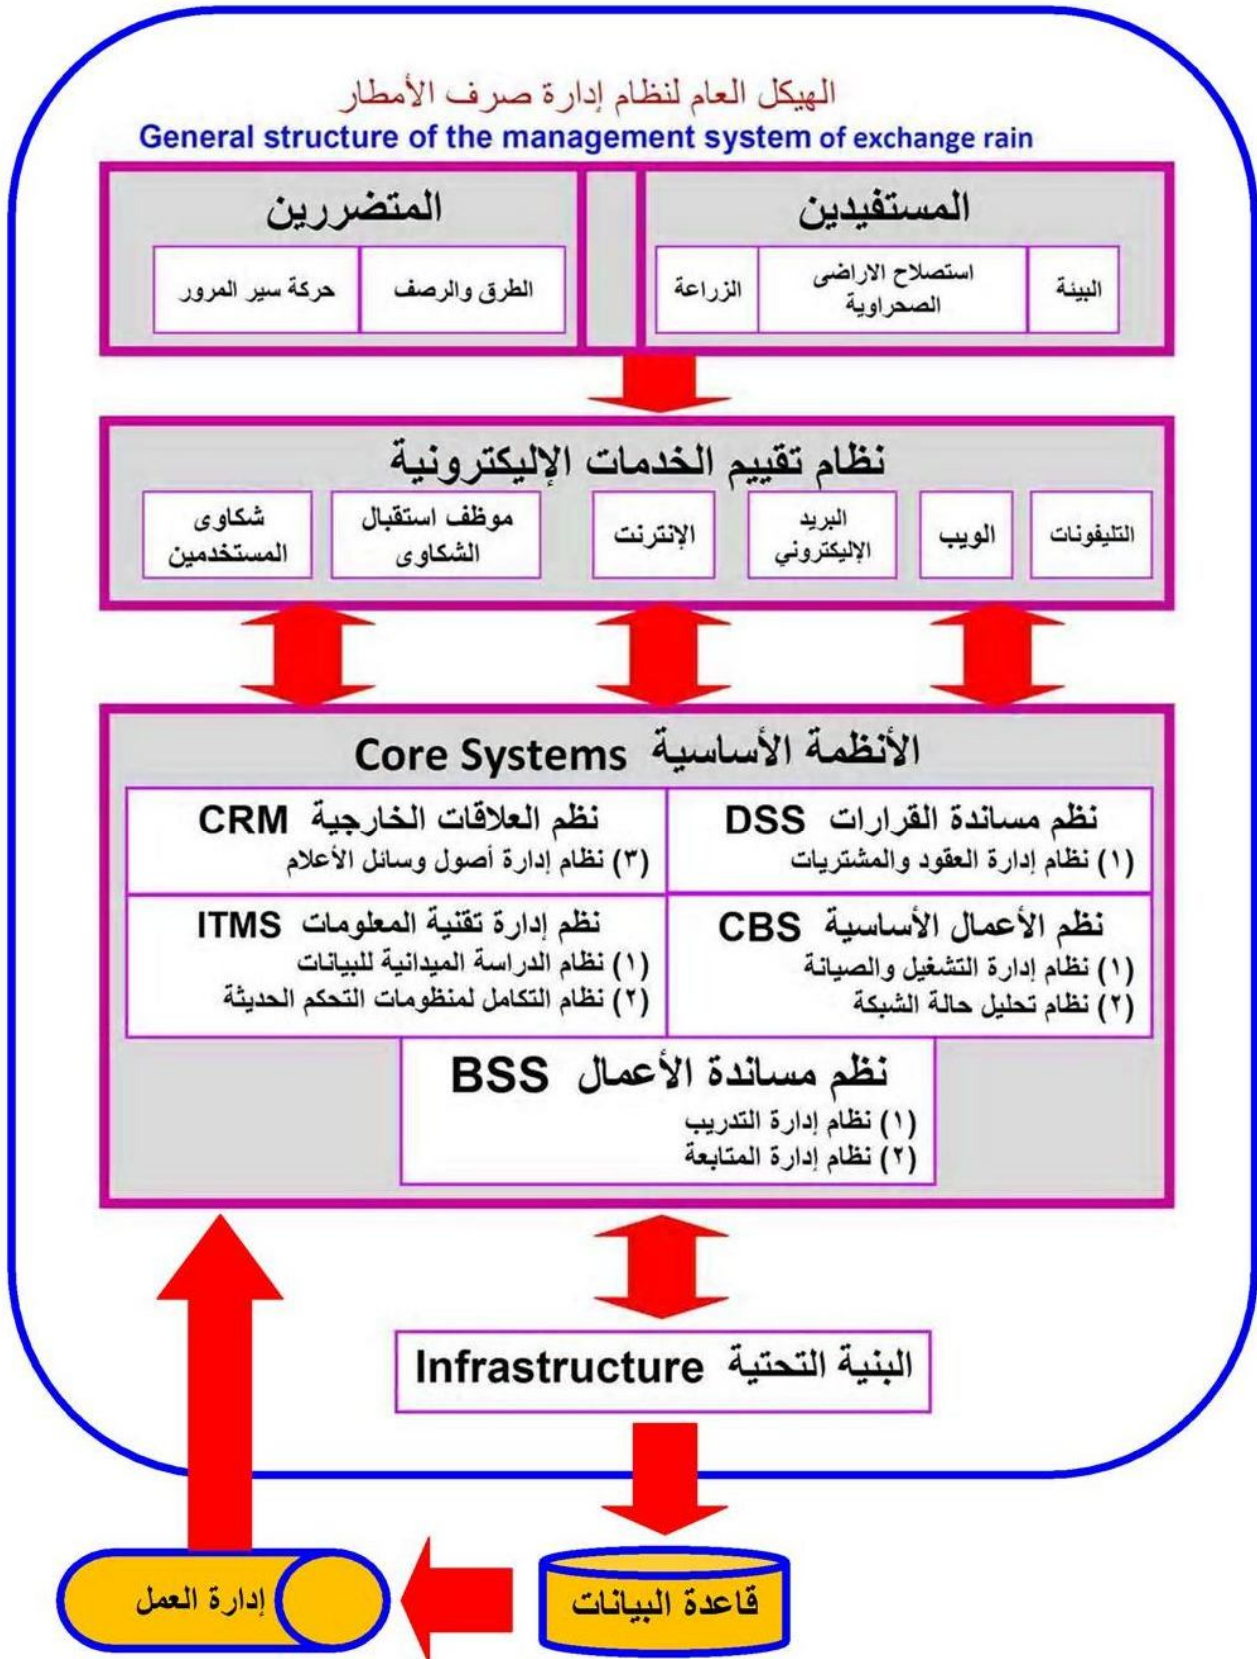 الهيكل العام لنظام إدارة صرف الأمطار
General structure of the management system of exchange rain
المستفيدين
البيئة
استصلاح الاراضى
الصحراوية
الزراعة
المتضررين
الطرق والرصف
حركة سير المرور
نظام تقييم الخدمات الإليكترونية
التليفونات
الويب
البريد
الإليكتروني
الإنترنت
موظف استقبال
الشكاوى
شكاوى
المستخدمين
الأنظمة الأساسية Core Systems
نظم مساندة القرارات DSS
(١) نظام إدارة العقود والمشتريات
نظم العلاقات الخارجية CRM
(٣) نظام إدارة أصول وسائل الأعلام
نظم الأعمال الأساسية CBS
(١) نظام إدارة التشغيل والصيانة
(٢) نظام تحليل حالة الشبكة
نظم إدارة تقنية المعلومات ITMS
(١) نظام الدراسة الميدانية للبيانات
(٢) نظام التكامل لمنظومات التحكم الحديثة
نظم مساندة الأعمال BSS
(١) نظام إدارة التدريب
(٢) نظام إدارة المتابعة
البنية التحتية Infrastructure
قاعدة البيانات
إدارة العمل